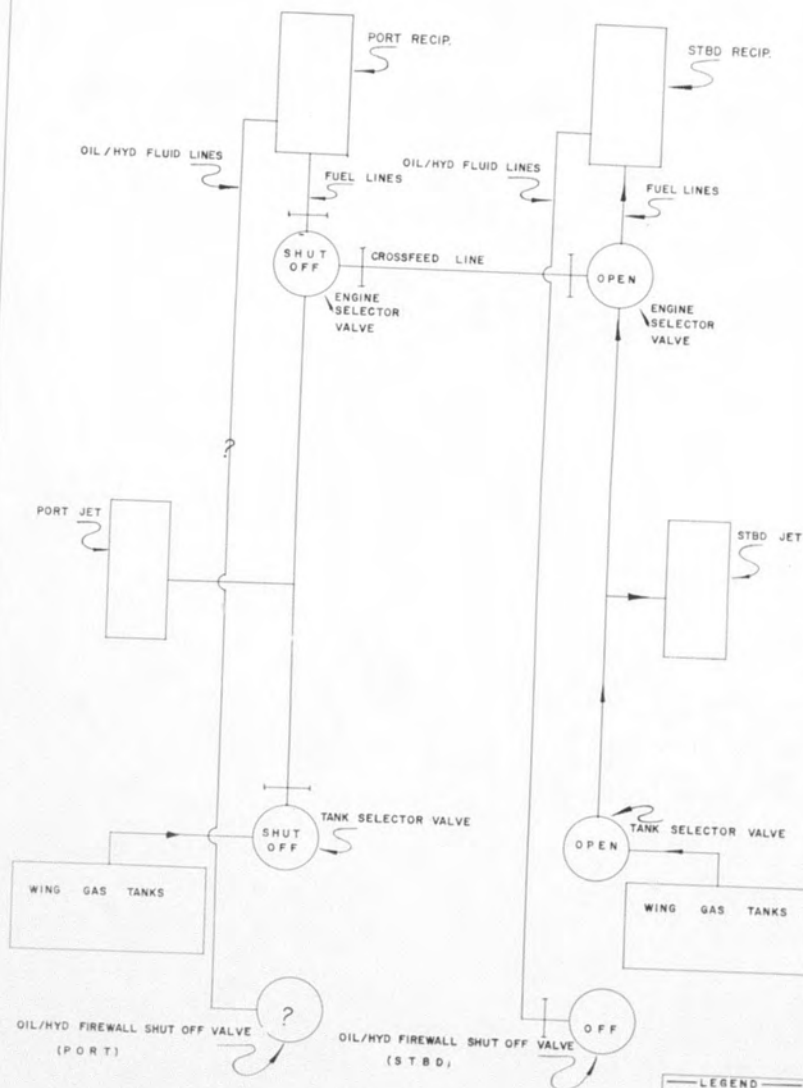 PORT RECIP.
STBD RECIP.
OIL/HYD FLUID LINES
FUEL LINES
OIL/HYD FLUID LINES
FUEL LINES
SHUT
OFF
CROSSFEED LINE
OPEN
ENGINE
SELECTOR
VALVE
ENGINE
SELECTOR
VALVE
?
PORT JET
STBD JET
SHUT
OFF
TANK SELECTOR VALVE
OPEN
TANK SELECTOR VALVE
WING GAS TANKS
WING GAS TANKS
?
OFF
OIL/HYD FIREWALL SHUT OFF VALVE
(PORT)
OIL/HYD FIREWALL SHUT OFF VALVE
(STBD)
LEGEND